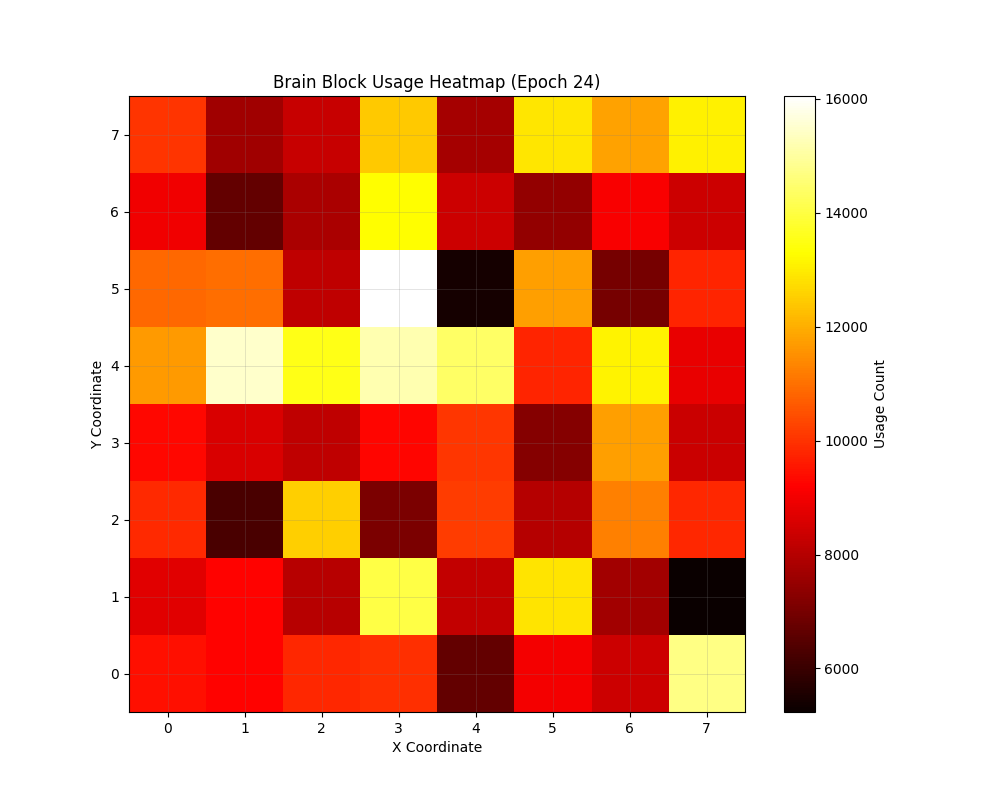 Brain Block Usage Heatmap (Epoch 24)
7
6
5
4
3
2
1
0
Y Coordinate
0 1 2 3 4 5 6 7
X Coordinate
16000
14000
12000
10000
8000
6000
Usage Count